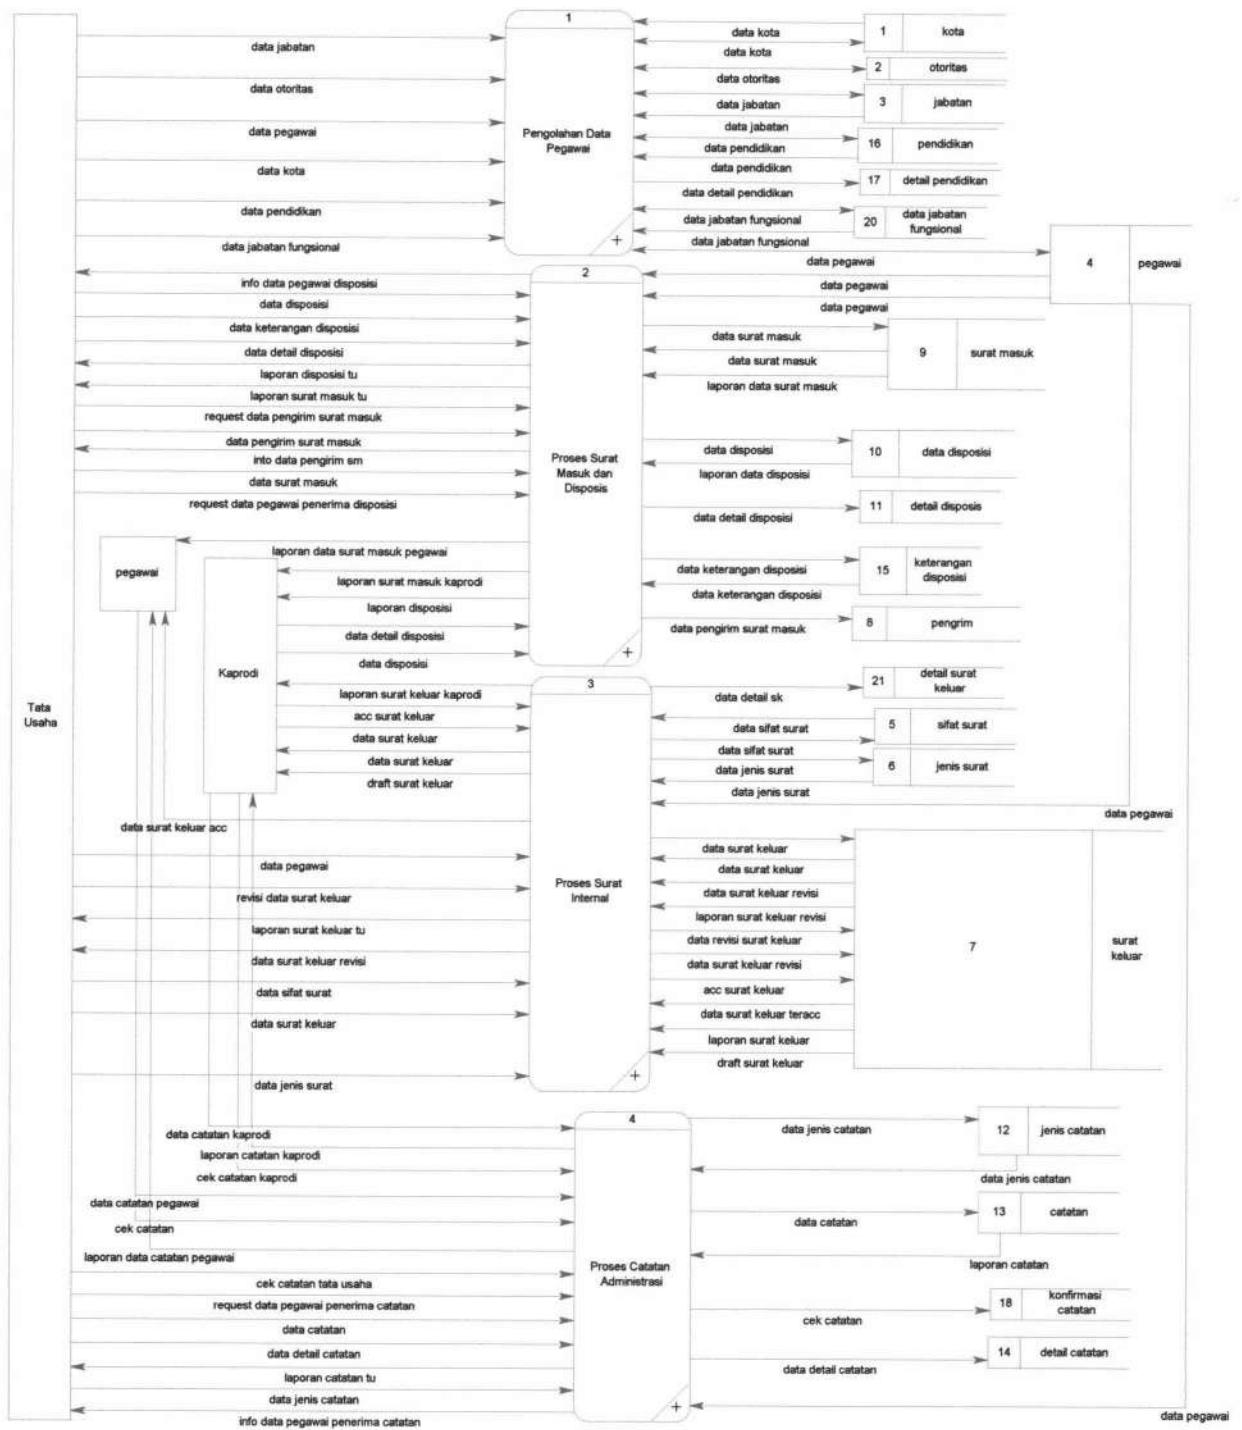 1
data jabatan
data otoritas
data pegawai
data kota
data pendidikan
data jabatan fungsional
Pengolahan Data
Pegawai
+
data kota
data kota
data otoritas
data jabatan
data jabatan
data pendidikan
data pendidikan
data detail pendidikan
data jabatan fungsional
data jabatan fungsional
1 kota
2 otoritas
3 jabatan
16 pendidikan
17 detail pendidikan
20 data jabatan
fungsional
data pegawai
data pegawai
data pegawai
4 pegawai
2
info data pegawai disposisi
data disposisi
data keterangan disposisi
data detail disposisi
laporan disposisi tu
laporan surat masuk tu
request data pengirim surat masuk
data pengirim surat masuk
into data pengirim sm
data surat masuk
request data pegawai penerima disposisi
Proses Surat
Masuk dan
Disposis
+
data surat masuk
data surat masuk
laporan data surat masuk
9 surat masuk
data disposisi
laporan data disposisi
10 data disposisi
data detail disposisi
11 detail disposis
data keterangan disposisi
data keterangan disposisi
15 keterangan
disposisi
data pengirim surat masuk
8 pengrim
pegawai
laporan data surat masuk pegawai
laporan surat masuk kaprodi
laporan disposisi
data detail disposisi
data disposisi
Kaprodi
Tata
Usaha
3
laporan surat keluar kaprodi
acc surat keluar
data surat keluar
data surat keluar
draft surat keluar
data surat keluar acc
data pegawai
revisi data surat keluar
laporan surat keluar tu
data surat keluar revisi
data sifat surat
data surat keluar
data jenis surat
Proses Surat
Internal
+
data detail sk
21 detail surat
keluar
data sifat surat
data sifat surat
5 sifat surat
data jenis surat
data jenis surat
6 jenis surat
data pegawai
data surat keluar
data surat keluar
data surat keluar revisi
laporan surat keluar revisi
data revisi surat keluar
data surat keluar revisi
acc surat keluar
data surat keluar teracc
laporan surat keluar
draft surat keluar
7 surat
keluar
4
data catatan kaprodi
laporan catatan kaprodi
cek catatan kaprodi
data catatan pegawai
cek catatan
laporan data catatan pegawai
cek catatan tata usaha
request data pegawai penerima catatan
data catatan
data detail catatan
laporan catatan tu
data jenis catatan
info data pegawai penerima catatan
Proses Catatan
Administrasi
+
data jenis catatan
12 jenis catatan
data jenis catatan
data catatan
13 catatan
laporan catatan
cek catatan
18 konfirmasi
catatan
data detail catatan
14 detail catatan
data pegawai